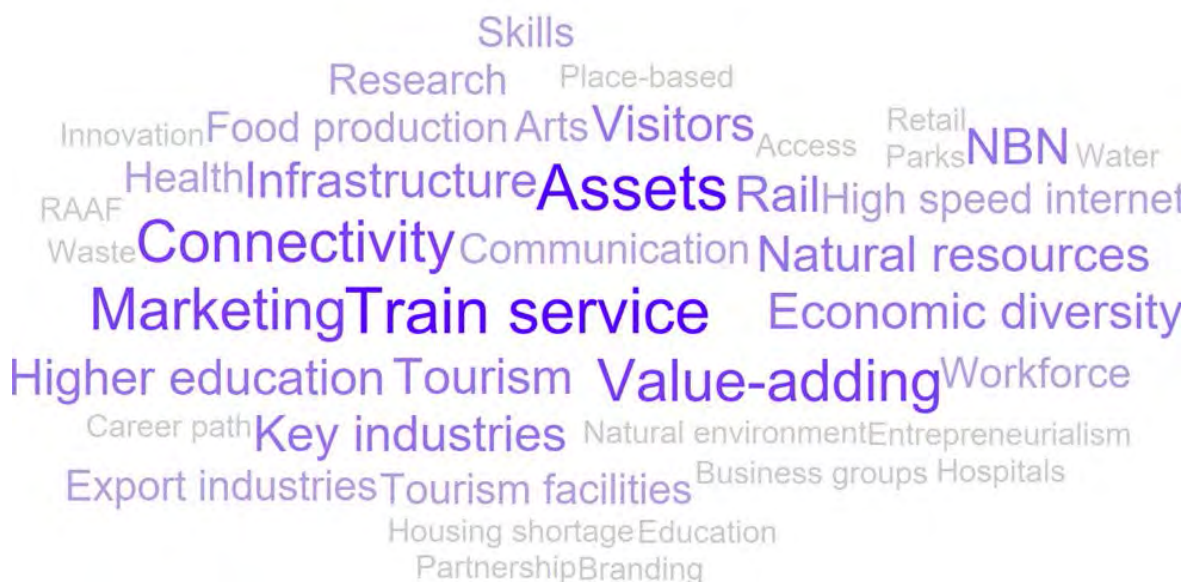 Skills
Research Place-based
Innovation Food production Arts Visitors Access Retail
Parks NBN Water
Health Infrastructure Assets Rail High speed internet
RAAF
Waste Connectivity Communication Natural resources
Marketing Train service Economic diversity
Higher education Tourism Value-adding Workforce
Career path Key industries Natural environment Entrepreneurialism
Export industries Tourism facilities Business groups Hospitals
Housing shortage Education
Partnership Branding